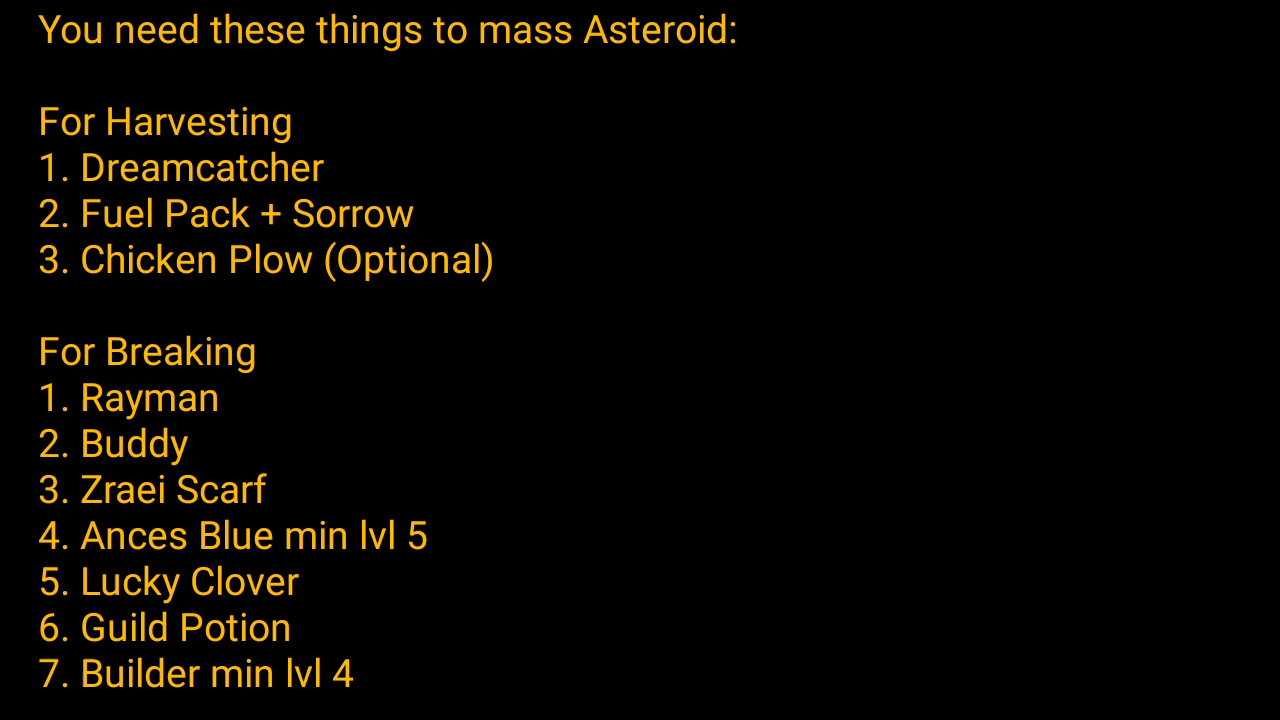 You need these things to mass Asteroid:
For Harvesting
1. Dreamcatcher
2. Fuel Pack + Sorrow
3. Chicken Plow (Optional)
For Breaking
1. Rayman
2. Buddy
3. Zraei Scarf
4. Ances Blue min lvl 5
5. Lucky Clover
6. Guild Potion
7. Builder min lvl 4